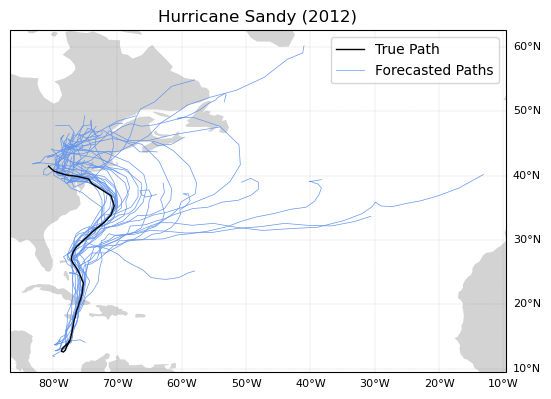 Hurricane Sandy (2012)
True Path
Forecasted Paths
60°N
50°N
40°N
30°N
20°N
10°N
80°W 70°W 60°W 50°W 40°W 30°W 20°W 10°W